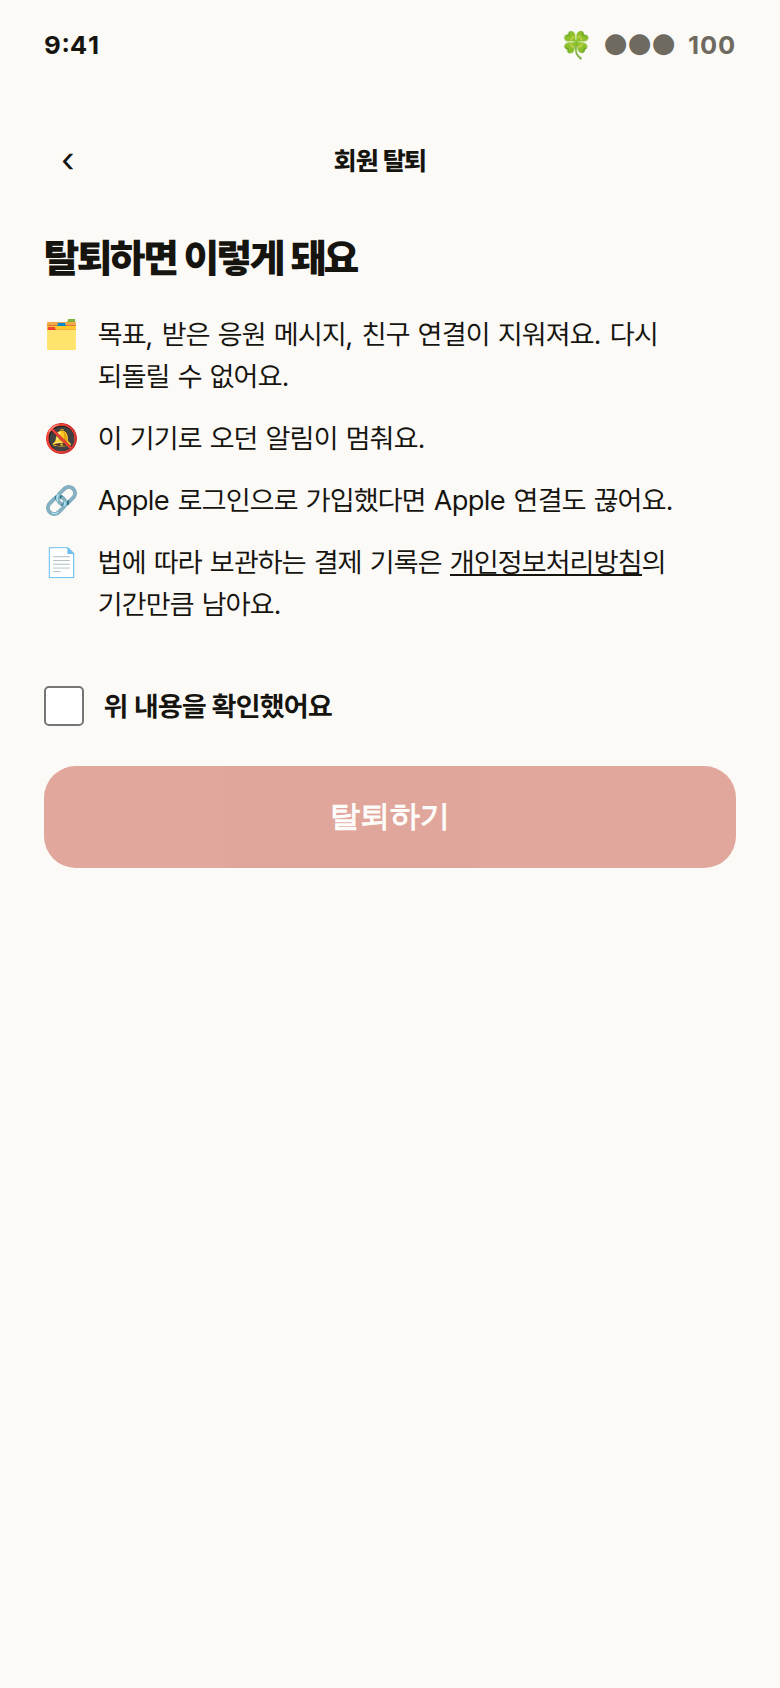 9:41
100
회원 탈퇴
탈퇴하면 이렇게 돼요
목표, 받은 응원 메시지, 친구 연결이 지워져요. 다시
되돌릴 수 없어요.
이 기기로 오던 알림이 멈춰요.
Apple 로그인으로 가입했다면 Apple 연결도 끊어요.
법에 따라 보관하는 결제 기록은 개인정보처리방침의
기간만큼 남아요.
위 내용을 확인했어요
탈퇴하기